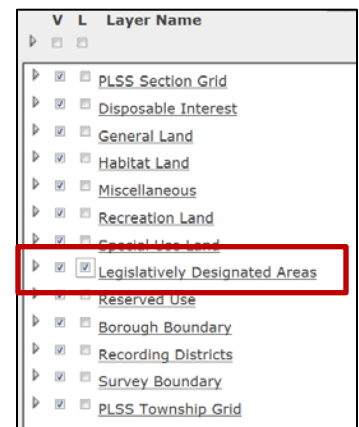 V L Layer Name
PLSS Section Grid
Disposable Interest
General Land
Habitat Land
Miscellaneous
Recreation Land
Special Use Land
Legislatively Designated Areas
Reserved Use
Borough Boundary
Recording Districts
Survey Boundary
PLSS Township Grid